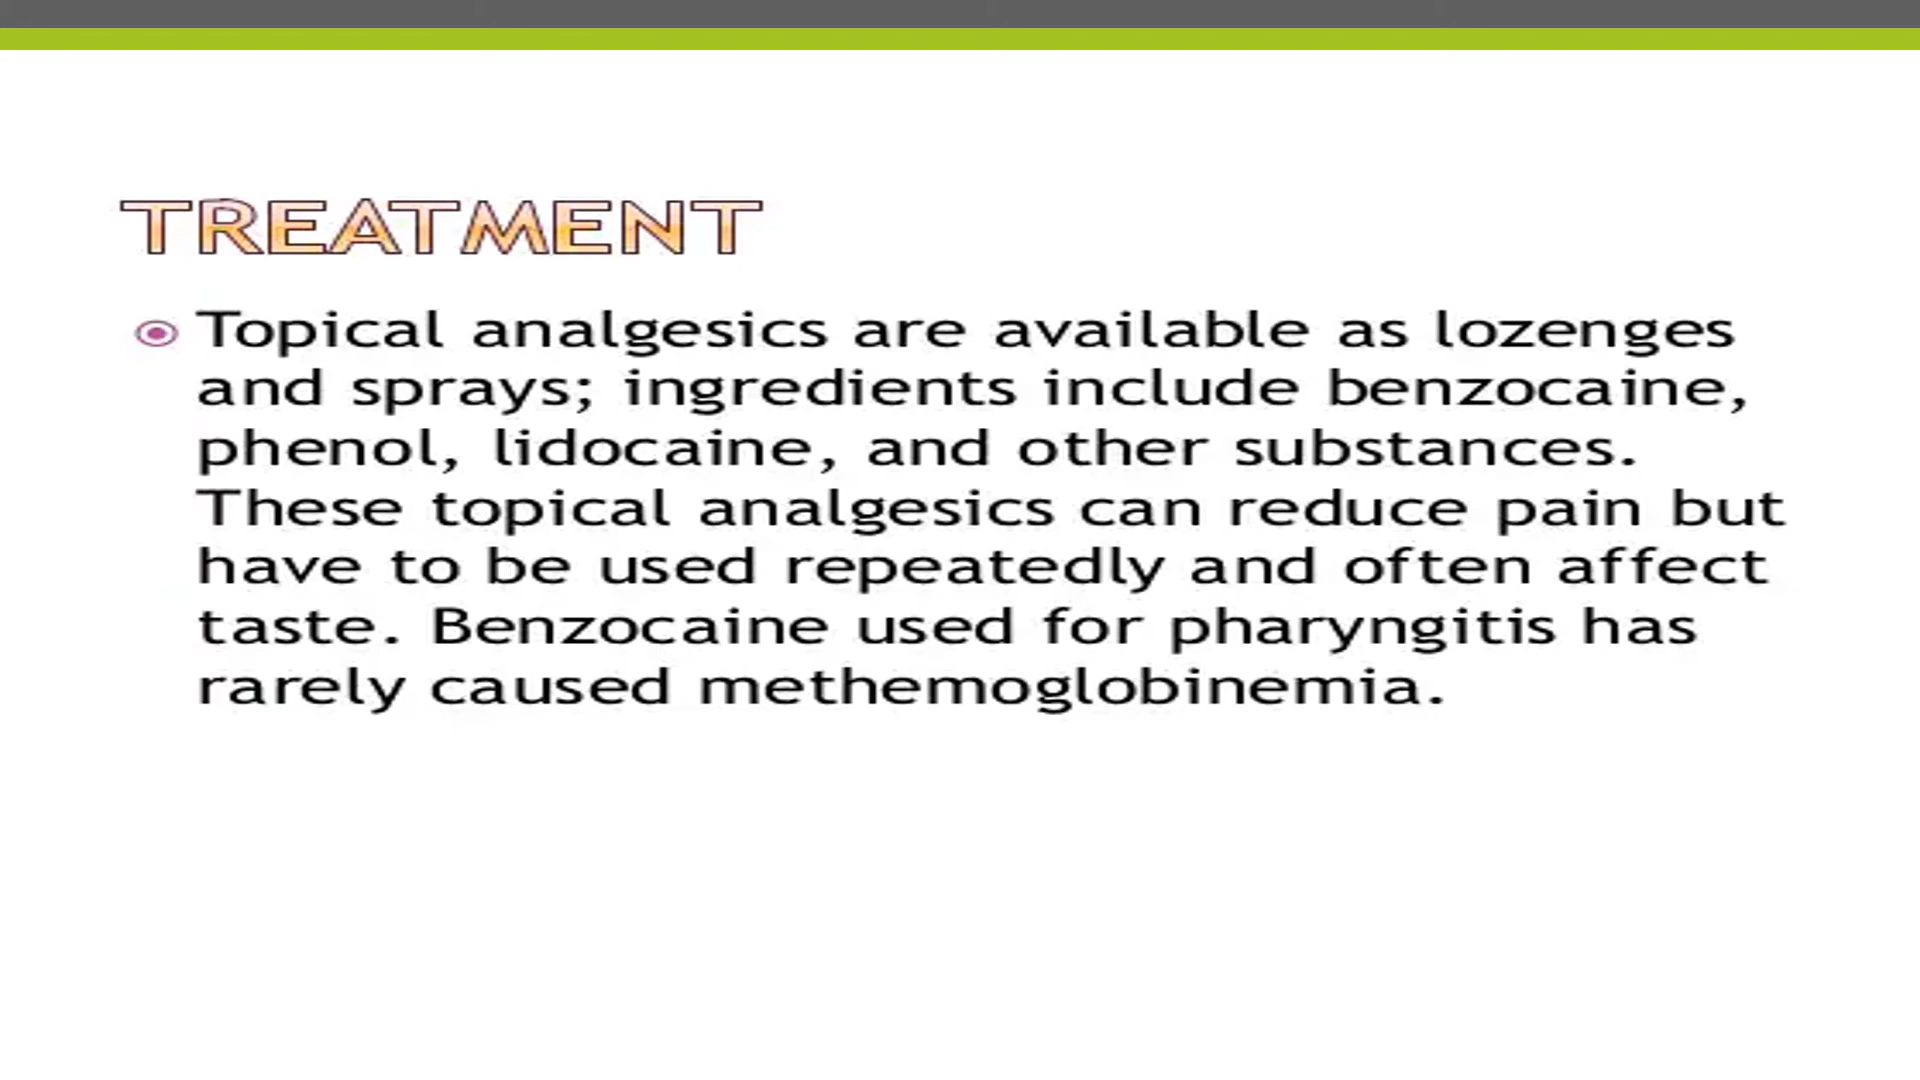 TREATMENT
Topical analgesics are available as lozenges
and sprays; ingredients include benzocaine,
phenol, lidocaine, and other substances.
These topical analgesics can reduce pain but
have to be used repeatedly and often affect
taste. Benzocaine used for pharyngitis has
rarely caused methemoglobinemia.